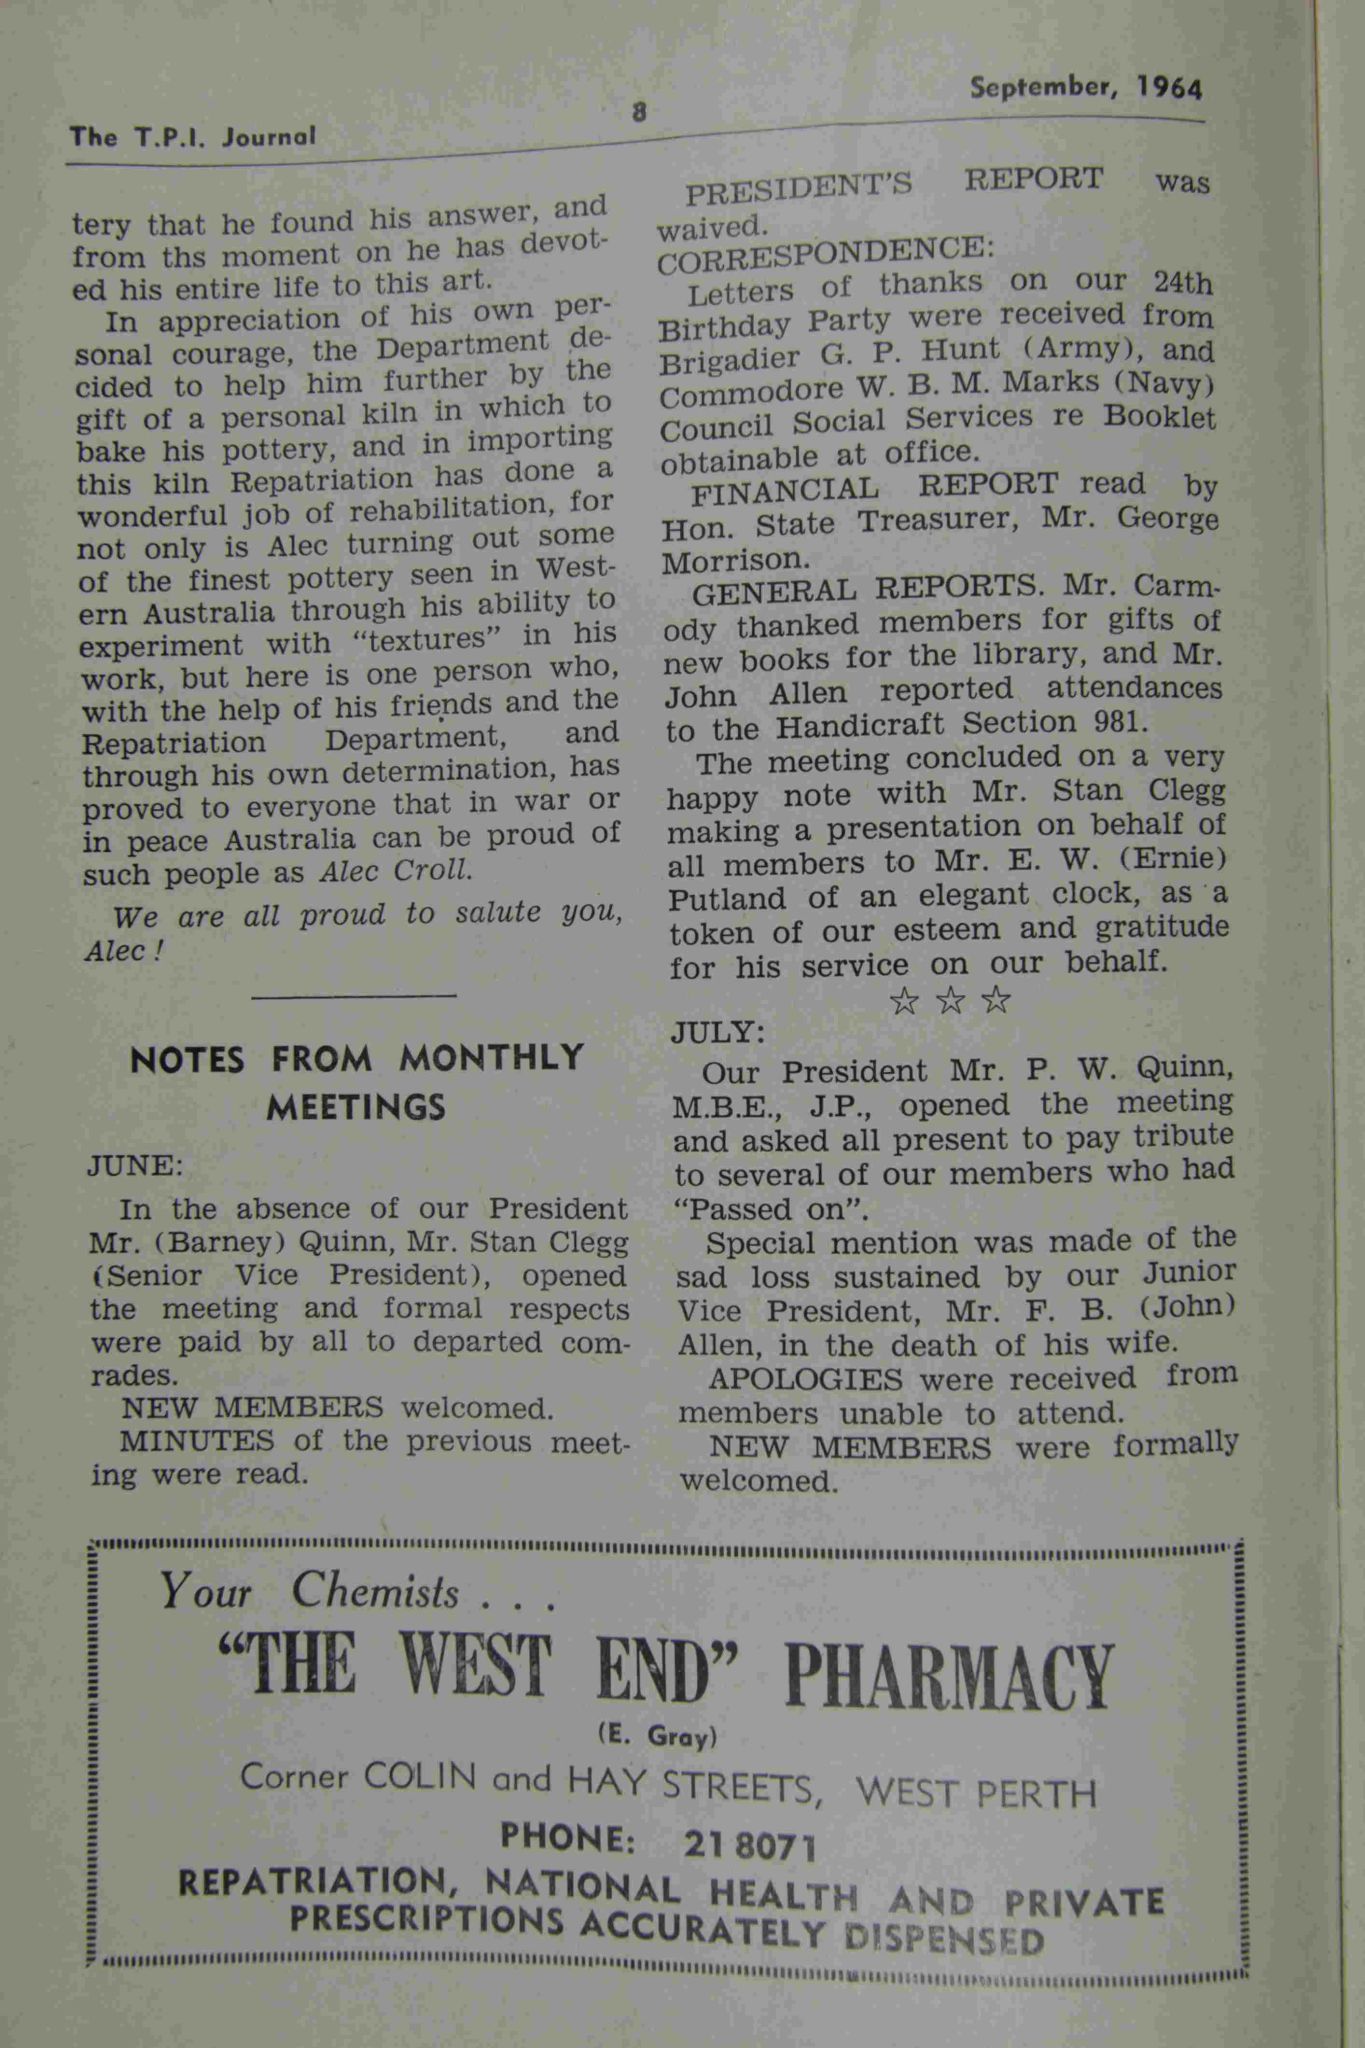 The T.P.I. Journal
8
September, 1964
tery that he found his answer, and
from ths moment on he has devot-
ed his entire life to this art.
In appreciation of his own per-
sonal courage, the Department de-
cided to help him further by the
gift of a personal kiln in which to
bake his pottery, and in importing
this kiln Repatriation has done a
wonderful job of rehabilitation, for
not only is Alec turning out some
of the finest pottery seen in West-
ern Australia through his ability to
experiment with “textures” in his
work, but here is one person who,
with the help of his friends and the
Repatriation Department, and
through his own determination, has
proved to everyone that in war or
in peace Australia can be proud of
such people as Alec Croll.
We are all proud to salute you,
Alec !
NOTES FROM MONTHLY
MEETINGS
JUNE:
In the absence of our President
Mr. (Barney) Quinn, Mr. Stan Clegg
(Senior Vice President), opened
the meeting and formal respects
were paid by all to departed com-
rades.
NEW MEMBERS welcomed.
MINUTES of the previous meet-
ing were read.
PRESIDENT'S REPORT was
waived.
CORRESPONDENCE:
Letters of thanks on our 24th
Birthday Party were received from
Brigadier G. P. Hunt (Army), and
Commodore W. B. M. Marks (Navy)
Council Social Services re Booklet
obtainable at office.
FINANCIAL REPORT read by
Hon. State Treasurer, Mr. George
Morrison.
GENERAL REPORTS. Mr. Carm-
ody thanked members for gifts of
new books for the library, and Mr.
John Allen reported attendances
to the Handicraft Section 981.
The meeting concluded on a very
happy note with Mr. Stan Clegg
making a presentation on behalf of
all members to Mr. E. W. (Ernie)
Putland of an elegant clock, as a
token of our esteem and gratitude
for his service on our behalf.
☆ ☆ ☆
JULY:
Our President Mr. P. W. Quinn,
M.B.E., J.P., opened the meeting
and asked all present to pay tribute
to several of our members who had
“Passed on”.
Special mention was made of the
sad loss sustained by our Junior
Vice President, Mr. F. B. (John)
Allen, in the death of his wife.
APOLOGIES were received from
members unable to attend.
NEW MEMBERS were formally
welcomed.
Your Chemists . . .
“THE WEST END” PHARMACY
(E. Gray)
Corner COLIN and HAY STREETS, WEST PERTH
PHONE: 21 8071
REPATRIATION, NATIONAL HEALTH AND PRIVATE
PRESCRIPTIONS ACCURATELY DISPENSED